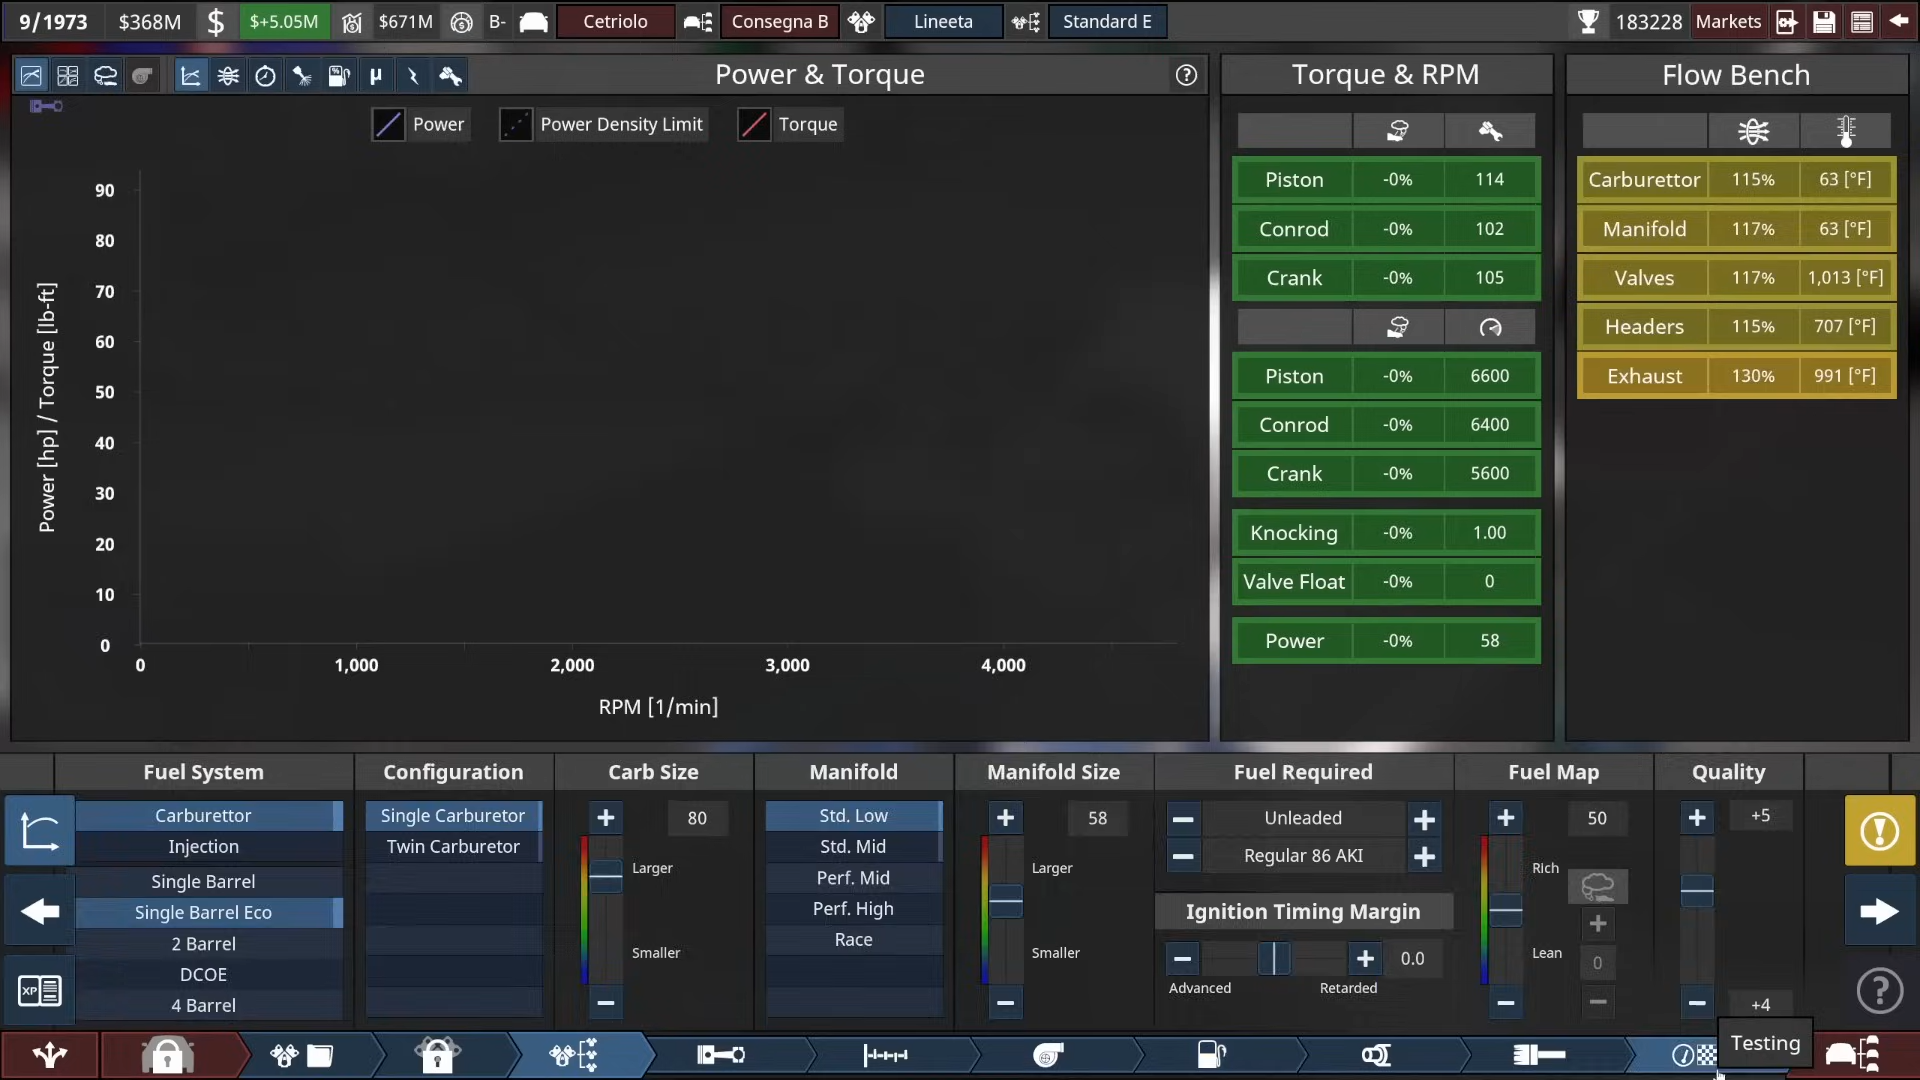 9/1973 $368M $+5.05M $671M B- Cetriolo Consegna B Lineeta Standard E 183228 Markets
Power & Torque
Power Power Density Limit Torque
Power [hp] / Torque [lb-ft]
90
80
70
60
50
40
30
20
10
0
0 1,000 2,000 3,000 4,000
RPM [1/min]
Torque & RPM
Piston -0% 114
Conrod -0% 102
Crank -0% 105
Piston -0% 6600
Conrod -0% 6400
Crank -0% 5600
Knocking -0% 1.00
Valve Float -0% 0
Power -0% 58
Flow Bench
Carburettor 115% 63 [°F]
Manifold 117% 63 [°F]
Valves 117% 1,013 [°F]
Headers 115% 707 [°F]
Exhaust 130% 991 [°F]
Fuel System
Carburettor
Injection
Single Barrel
Single Barrel Eco
2 Barrel
DCOE
4 Barrel
Configuration
Single Carburetor
Twin Carburetor
Carb Size
80
Larger
Smaller
Manifold
Std. Low
Std. Mid
Perf. Mid
Perf. High
Race
Manifold Size
58
Larger
Smaller
Fuel Required
Unleaded
Regular 86 AKI
Ignition Timing Margin
0.0
Advanced Retarded
Fuel Map
50
Rich
Lean
0
Quality
+5
+4
XP
Testing